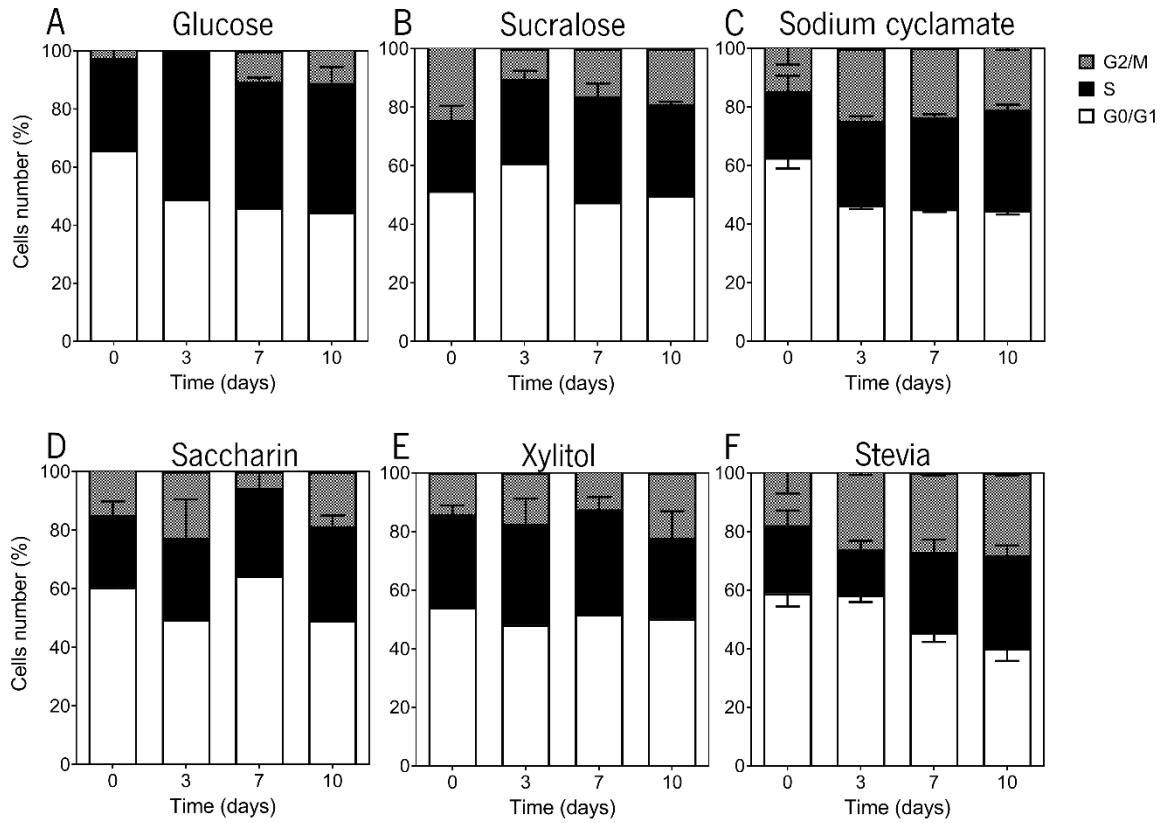 A Glucose
100
80
60
40
20
0
Cells number (%)
0 3 7 10
Time (days)
B Sucralose
100
80
60
40
20
0
0 3 7 10
Time (days)
C Sodium cyclamate
100
80
60
40
20
0
0 3 7 10
Time (days)
G2/M
S
G0/G1
D Saccharin
100
80
60
40
20
0
Cells number (%)
0 3 7 10
Time (days)
E Xylitol
100
80
60
40
20
0
0 3 7 10
Time (days)
F Stevia
100
80
60
40
20
0
0 3 7 10
Time (days)